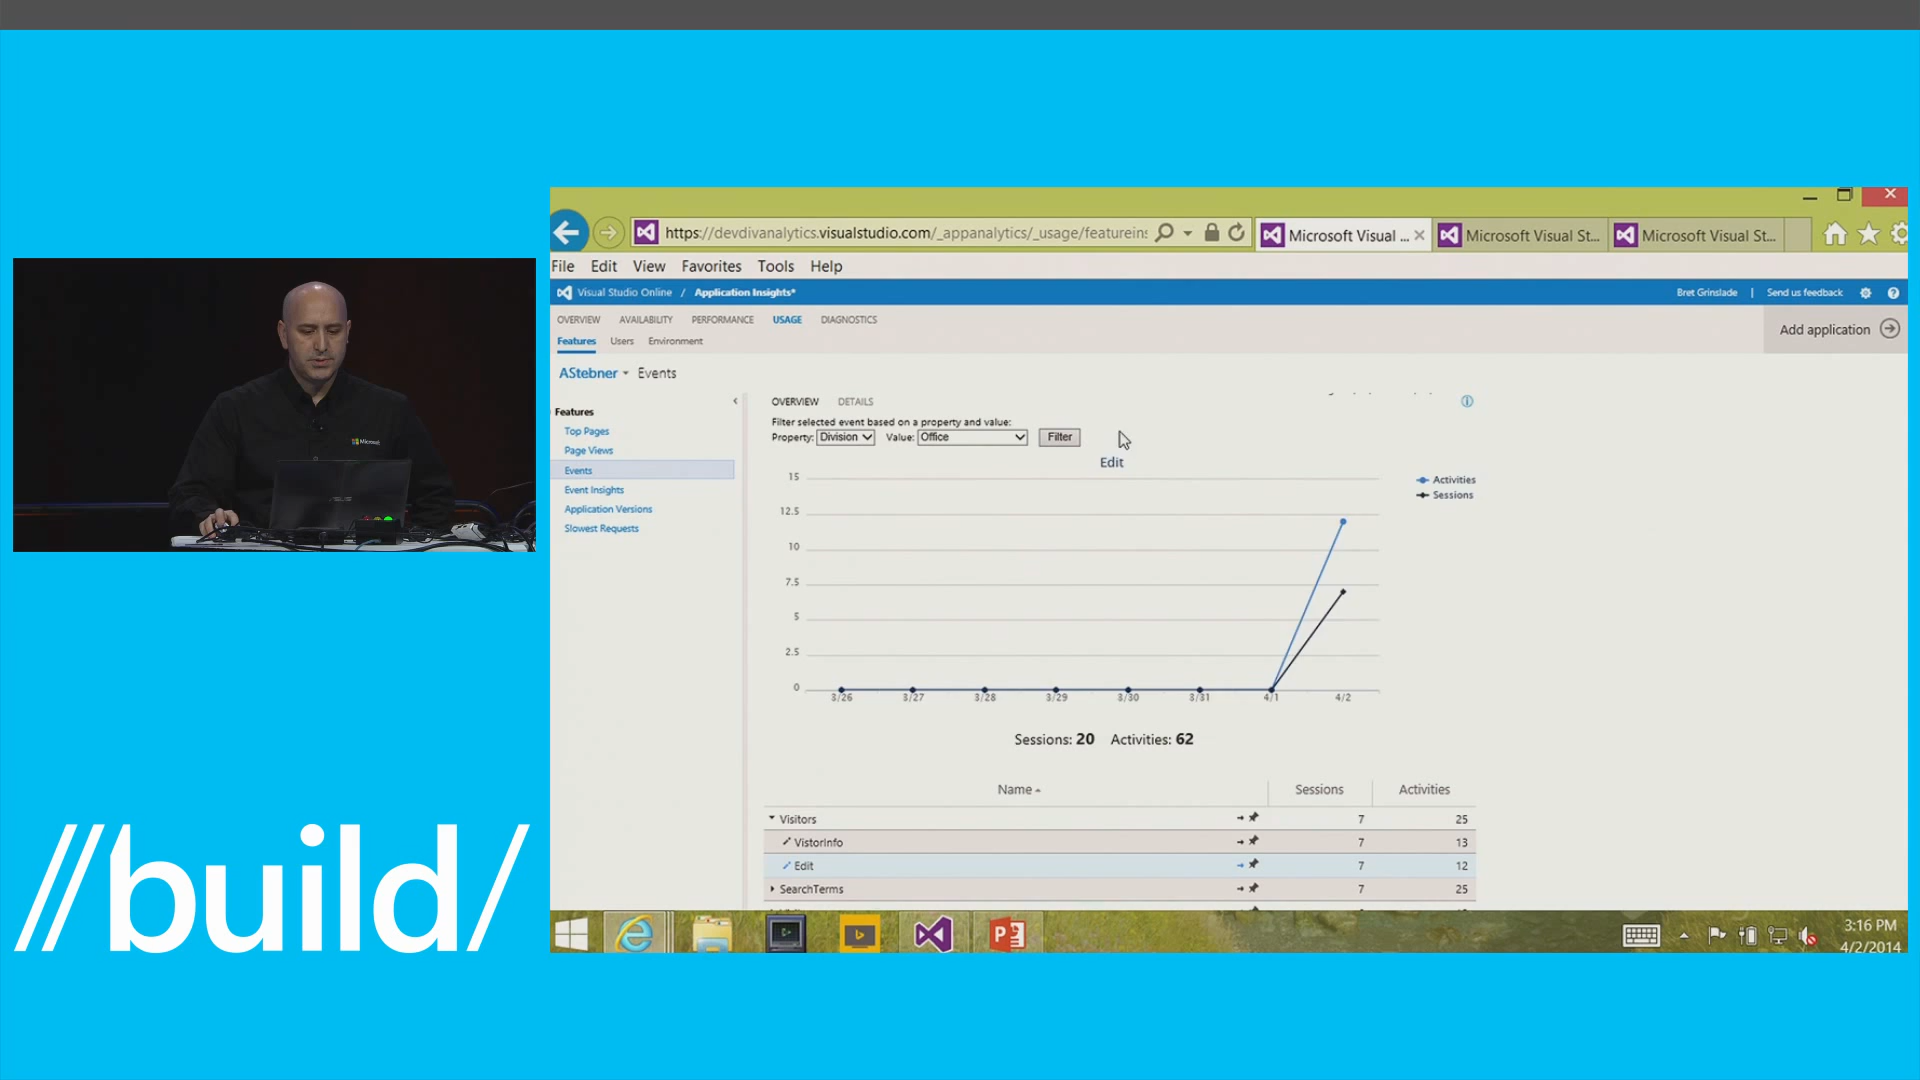 https://devdivanalytics.visualstudio.com/_appanalytics/_usage/featurein
Microsoft Visual ...
Microsoft Visual St...
Microsoft Visual St...
File Edit View Favorites Tools Help
Visual Studio Online / Application Insights*
Bret Grinslade | Send us feedback
OVERVIEW AVAILABILITY PERFORMANCE USAGE DIAGNOSTICS
Add application
Features Users Environment
AStebner Events
Features
Top Pages
Page Views
Events
Event Insights
Application Versions
Slowest Requests
OVERVIEW DETAILS
Filter selected event based on a property and value:
Property: Division Value: Office Filter
Edit
15
12.5
10
7.5
5
2.5
0
3/26 3/27 3/28 3/29 3/30 3/31 4/1 4/2
Activities
Sessions
Sessions: 20 Activities: 62
Name Sessions Activities
Visitors 7 25
VistorInfo 7 13
Edit 7 12
SearchTerms 7 25
3:16 PM
4/2/2014
Microsoft
//build/